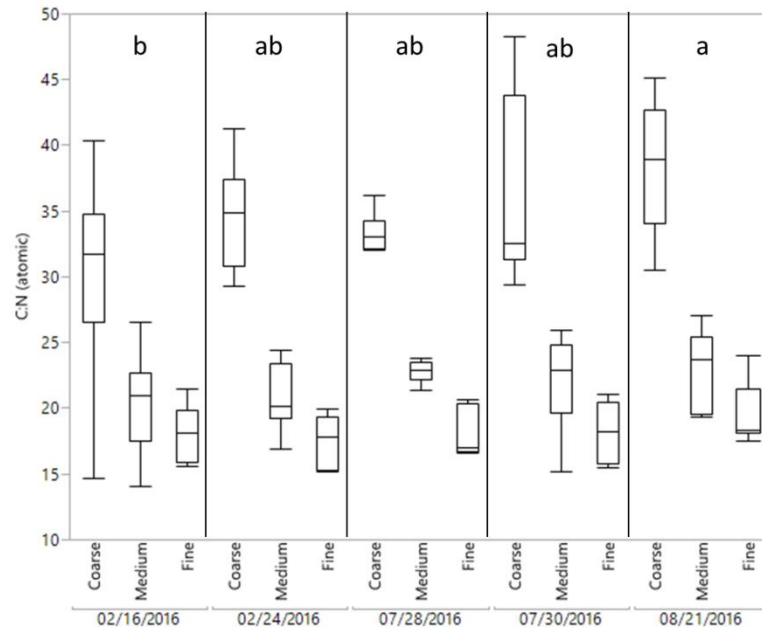 50
b ab ab ab a
45
40
35
30
25
20
15
10
C:N (atomic)
Coarse Medium Fine Coarse Medium Fine Coarse Medium Fine Coarse Medium Fine Coarse Medium Fine
02/16/2016 02/24/2016 07/28/2016 07/30/2016 08/21/2016